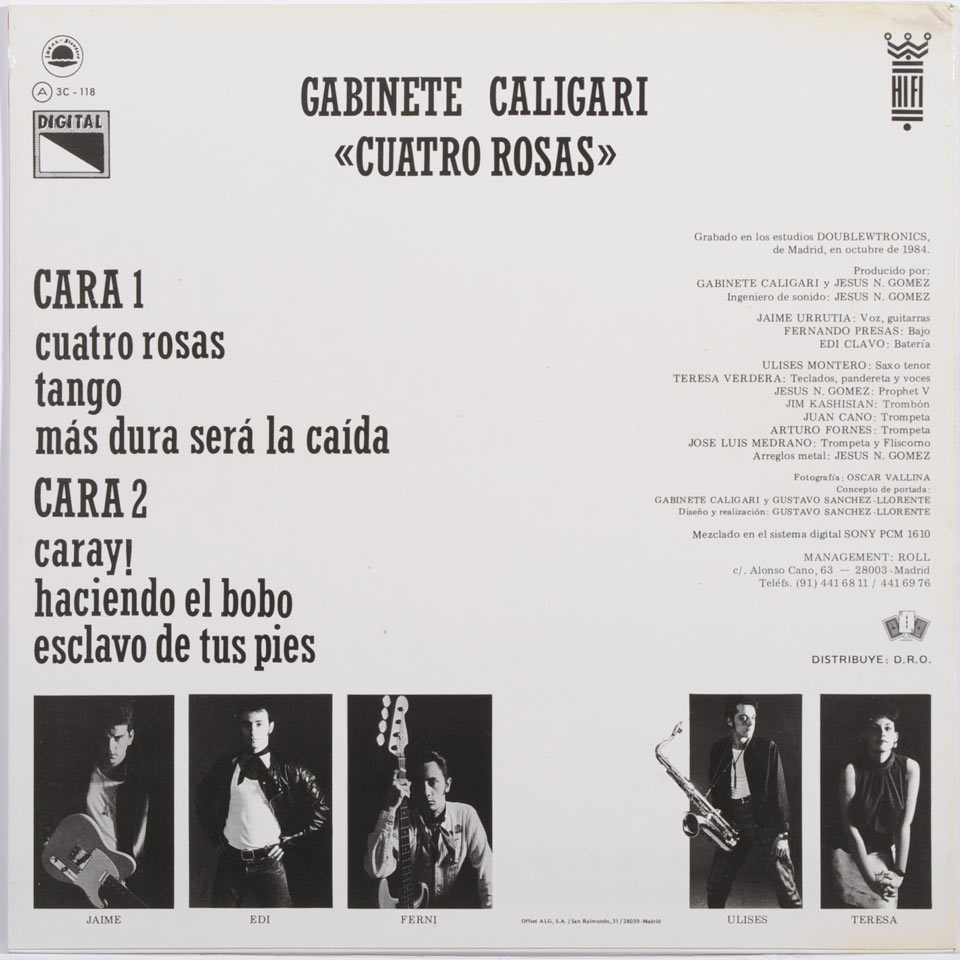 Ⓐ 3C - 118
DIGITAL
GABINETE CALIGARI
«CUATRO ROSAS»
HIFI
CARA 1
cuatro rosas
tango
más dura será la caída
CARA 2
caray!
haciendo el bobo
esclavo de tus pies
Grabado en los estudios DOUBLEWTRONICS,
de Madrid, en octubre de 1984.
Producido por:
GABINETE CALIGARI y JESUS N. GOMEZ
Ingeniero de sonido: JESUS N. GOMEZ
JAIME URRUTIA: Voz, guitarras
FERNANDO PRESAS: Bajo
EDI CLAVO: Batería
ULISES MONTERO: Saxo tenor
TERESA VERDERA: Teclados, pandereta y voces
JESUS N. GOMEZ: Prophet V
JIM KASHISIAN: Trombón
JUAN CANO: Trompeta
ARTURO FORNES: Trompeta
JOSE LUIS MEDRANO: Trompeta y Fliscorno
Arreglos metal: JESUS N. GOMEZ
Fotografía: OSCAR VALLINA
Concepto de portada:
GABINETE CALIGARI y GUSTAVO SANCHEZ-LLORENTE
Diseño y realización: GUSTAVO SANCHEZ-LLORENTE
Mezclado en el sistema digital SONY PCM 1610
MANAGEMENT: ROLL
c/. Alonso Cano, 63 — 28003-Madrid
Teléfs. (91) 441 68 11 / 441 69 76
DISTRIBUYE: D.R.O.
JAIME
EDI
FERNI
Offset ALG, S.A. / San Raimundo, 31 / 28039-Madrid
ULISES
TERESA